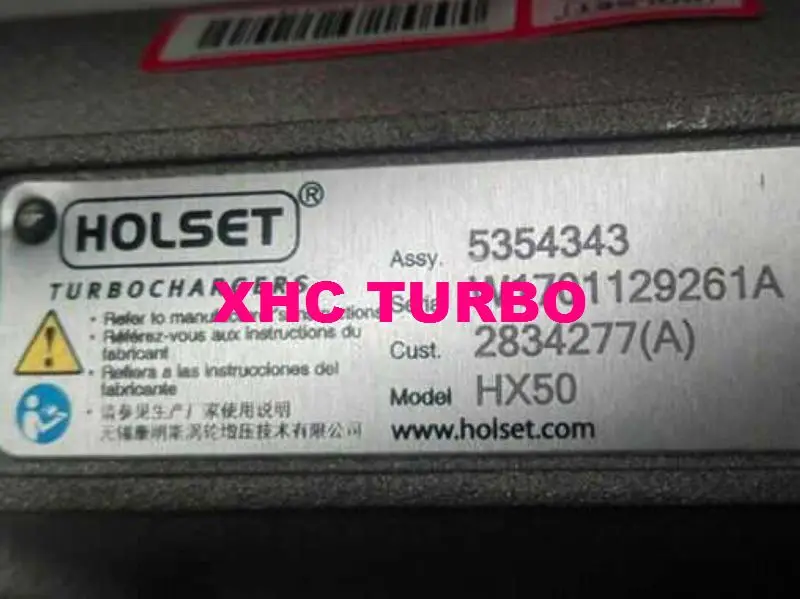 HOLSET®
TURBOCHARGERS
Assy. 5354343
Serial W1701129261A
Cust. 2834277(A)
Model HX50
www.holset.com
• Refer to manufacturer's instructions
• Référez-vous aux instructions du
fabricant
• Refiera a las instrucciones del
fabricante
• 请参见生产厂家使用说明
无锡康明斯涡轮增压技术有限公司
XHC TURBO